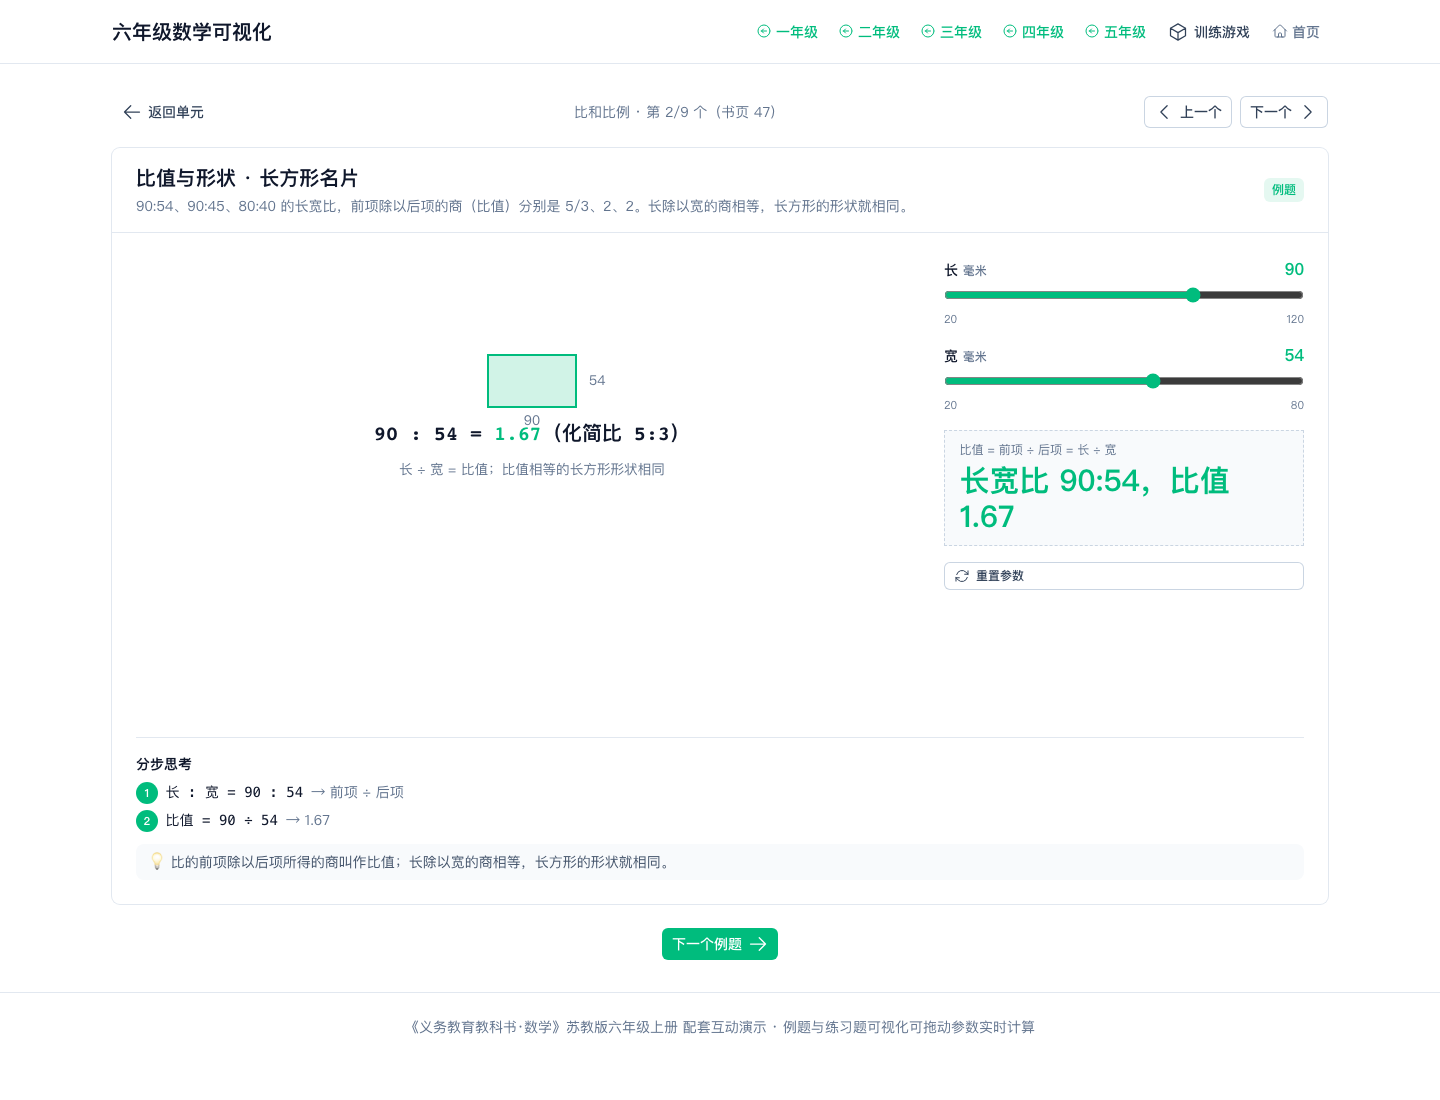 六年级数学可视化
一年级
二年级
三年级
四年级
五年级
训练游戏
首页
返回单元
比和比例 · 第 2/9 个（书页 47）
上一个
下一个
比值与形状 · 长方形名片
90:54、90:45、80:40 的长宽比，前项除以后项的商（比值）分别是 5/3、2、2。长除以宽的商相等，长方形的形状就相同。
例题
54
90
90 : 54 = 1.67（化简比 5:3）
长 ÷ 宽 = 比值；比值相等的长方形形状相同
长 毫米 90
20 120
宽 毫米 54
20 80
比值 = 前项 ÷ 后项 = 长 ÷ 宽
长宽比 90:54，比值
1.67
重置参数
分步思考
1 长 : 宽 = 90 : 54 → 前项 ÷ 后项
2 比值 = 90 ÷ 54 → 1.67
💡 比的前项除以后项所得的商叫作比值；长除以宽的商相等，长方形的形状就相同。
下一个例题 →
《义务教育教科书·数学》苏教版六年级上册 配套互动演示 · 例题与练习题可视化可拖动参数实时计算